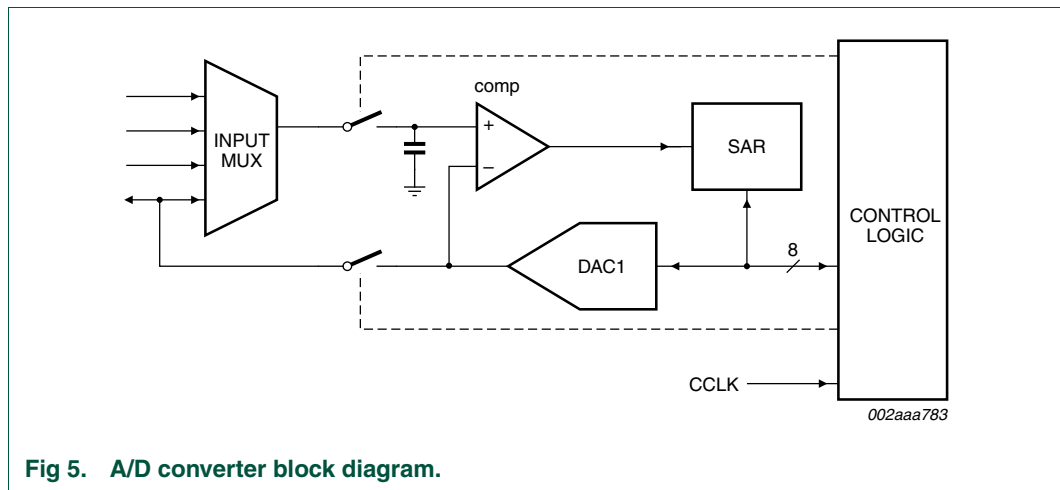 comp
+
−
INPUT
MUX
SAR
CONTROL
LOGIC
DAC1
8
CCLK
002aaa783
Fig 5. A/D converter block diagram.